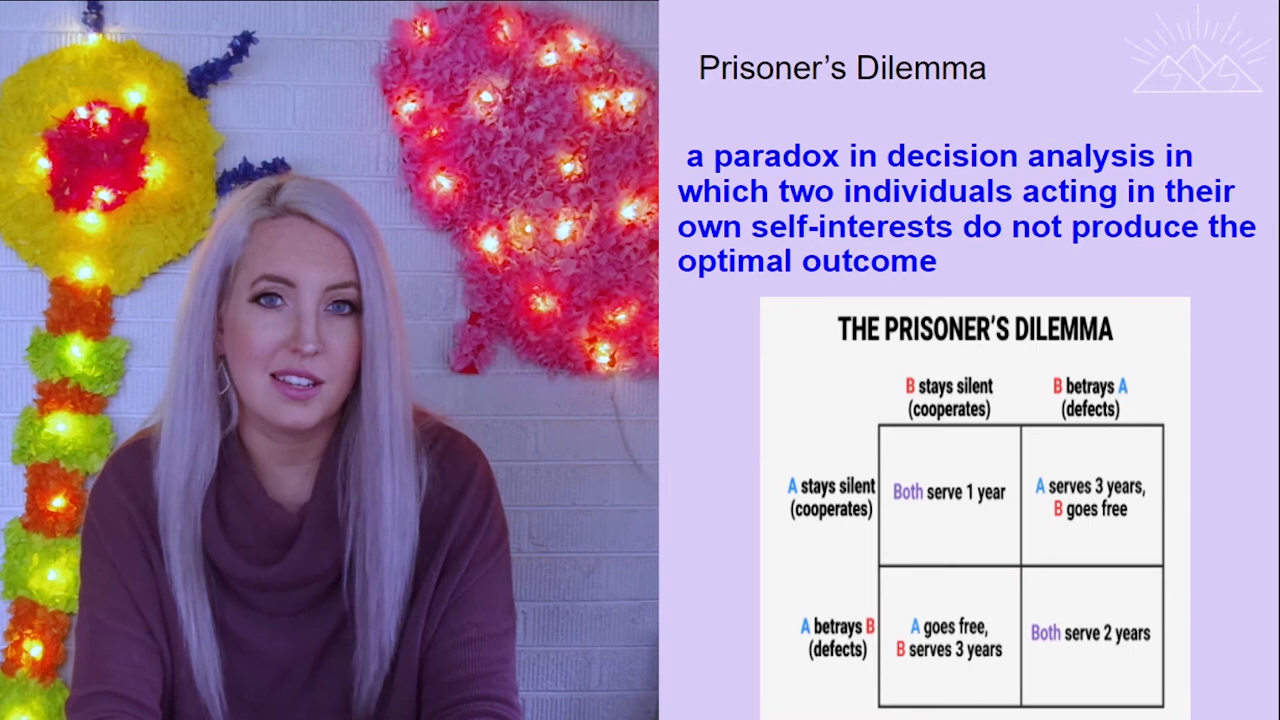 Prisoner's Dilemma
a paradox in decision analysis in
which two individuals acting in their
own self-interests do not produce the
optimal outcome
THE PRISONER'S DILEMMA
B stays silent
(cooperates)
B betrays A
(defects)
A stays silent
(cooperates)
Both serve 1 year
A serves 3 years,
B goes free
A betrays B
(defects)
A goes free,
B serves 3 years
Both serve 2 years